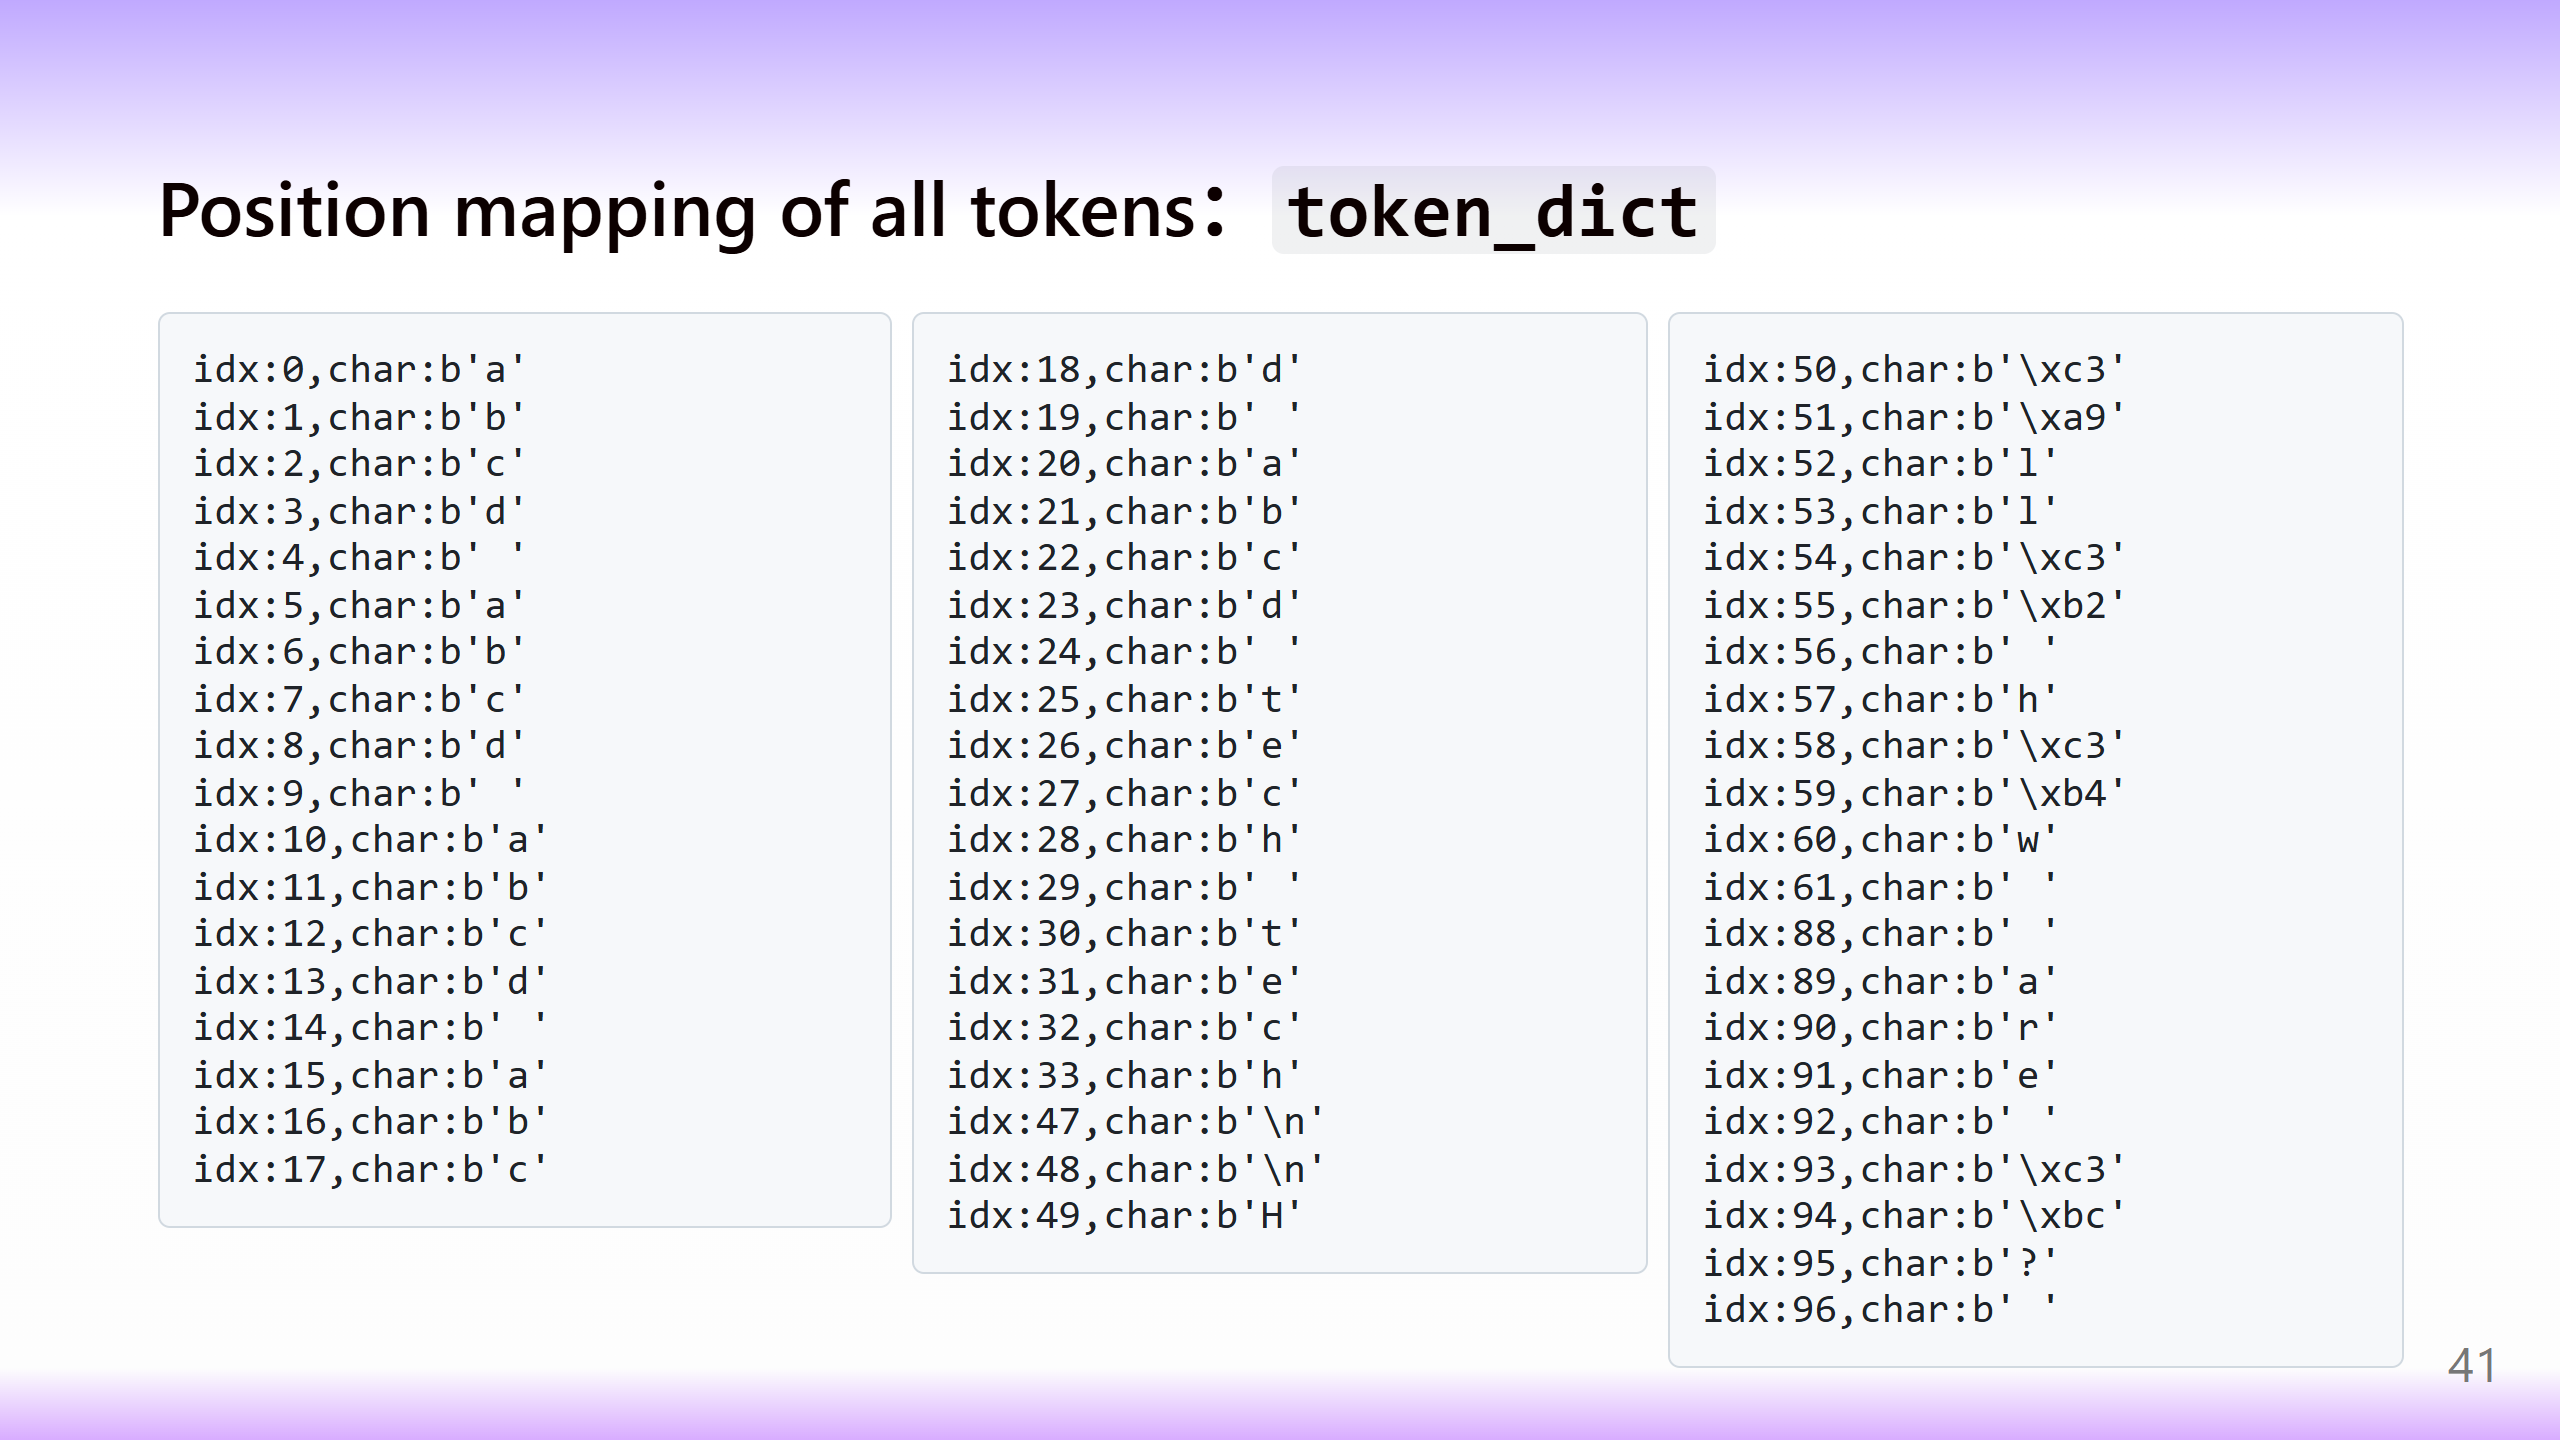 Position mapping of all tokens: token_dict
idx:0,char:b'a'
idx:1,char:b'b'
idx:2,char:b'c'
idx:3,char:b'd'
idx:4,char:b' '
idx:5,char:b'a'
idx:6,char:b'b'
idx:7,char:b'c'
idx:8,char:b'd'
idx:9,char:b' '
idx:10,char:b'a'
idx:11,char:b'b'
idx:12,char:b'c'
idx:13,char:b'd'
idx:14,char:b' '
idx:15,char:b'a'
idx:16,char:b'b'
idx:17,char:b'c'
idx:18,char:b'd'
idx:19,char:b' '
idx:20,char:b'a'
idx:21,char:b'b'
idx:22,char:b'c'
idx:23,char:b'd'
idx:24,char:b' '
idx:25,char:b't'
idx:26,char:b'e'
idx:27,char:b'c'
idx:28,char:b'h'
idx:29,char:b' '
idx:30,char:b't'
idx:31,char:b'e'
idx:32,char:b'c'
idx:33,char:b'h'
idx:47,char:b'\n'
idx:48,char:b'\n'
idx:49,char:b'H'
idx:50,char:b'\xc3'
idx:51,char:b'\xa9'
idx:52,char:b'l'
idx:53,char:b'l'
idx:54,char:b'\xc3'
idx:55,char:b'\xb2'
idx:56,char:b' '
idx:57,char:b'h'
idx:58,char:b'\xc3'
idx:59,char:b'\xb4'
idx:60,char:b'w'
idx:61,char:b' '
idx:88,char:b' '
idx:89,char:b'a'
idx:90,char:b'r'
idx:91,char:b'e'
idx:92,char:b' '
idx:93,char:b'\xc3'
idx:94,char:b'\xbc'
idx:95,char:b'?'
idx:96,char:b' '
41